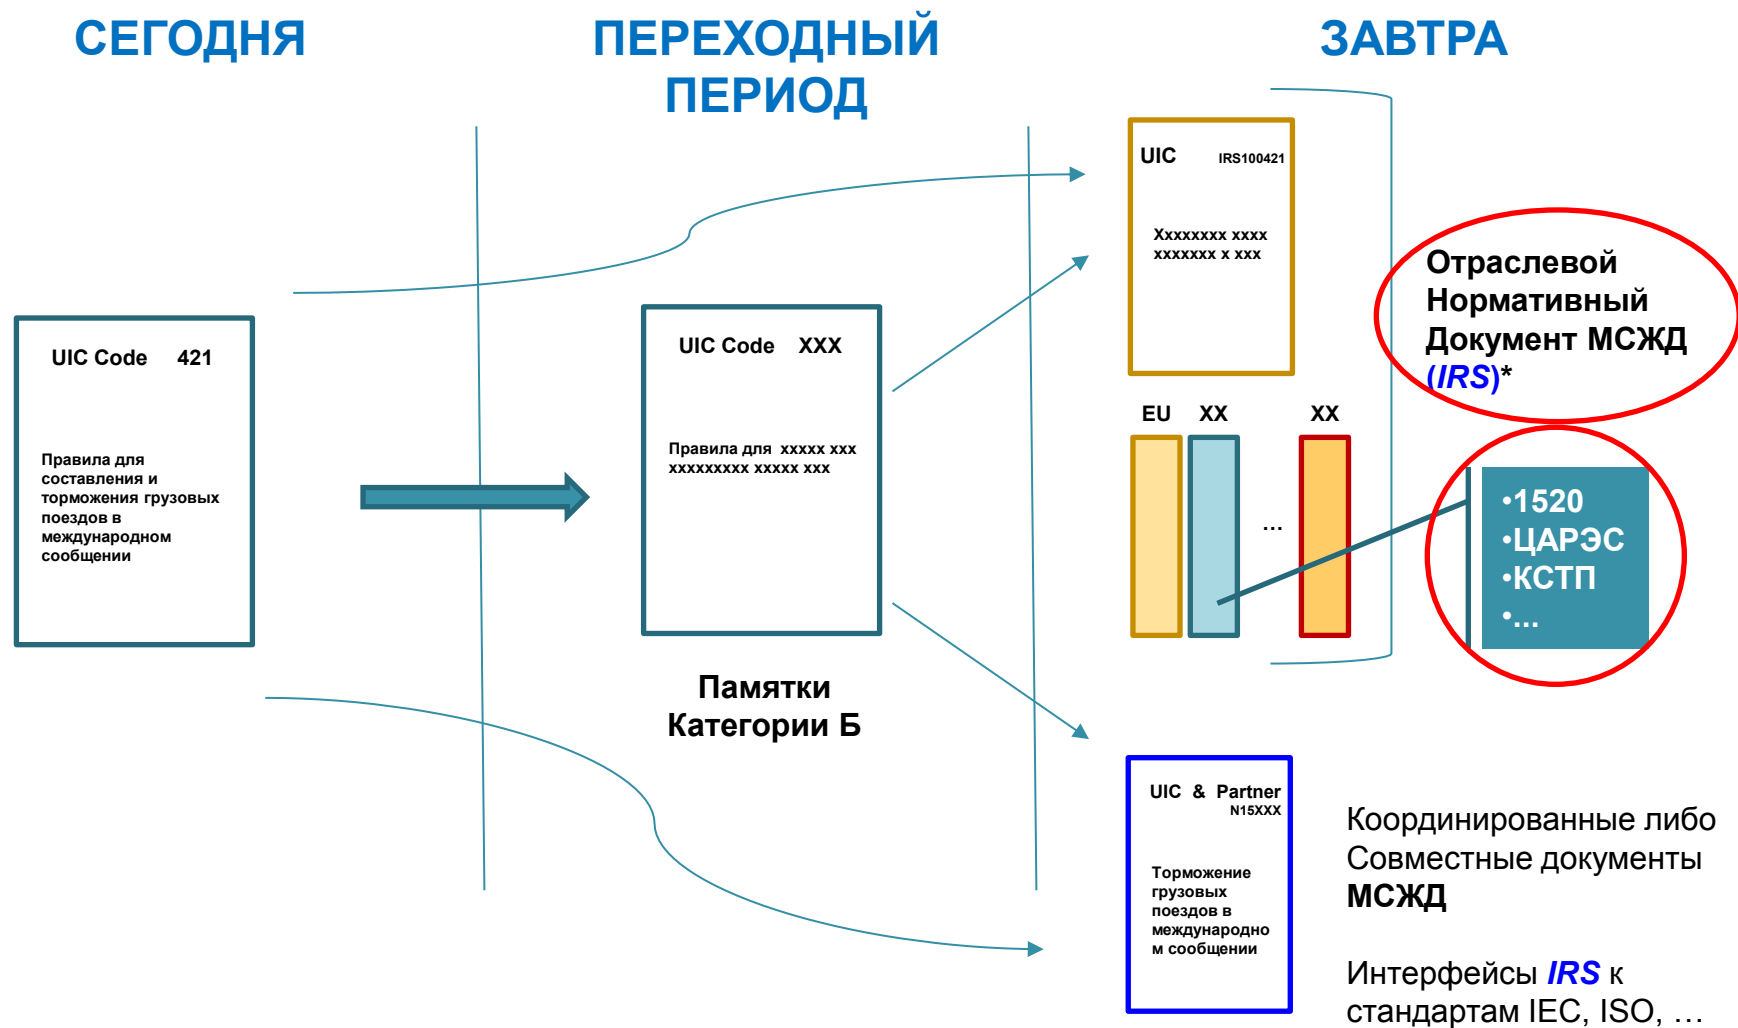 СЕГОДНЯ
ПЕРЕХОДНЫЙ
ПЕРИОД
ЗАВТРА
UIC Code 421
Правила для
составления и
торможения грузовых
поездов в
международном
сообщении
UIC Code XXX
Правила для xxxxx xxx
xxxxxxxxx xxxxx xxx
Памятки
Категории Б
UIC IRS100421
Xxxxxxxx xxxx
xxxxxxx x xxx
EU XX XX
...
Отраслевой
Нормативный
Документ МСЖД
(IRS)*
•1520
•ЦАРЭС
•КСТП
•...
UIC & Partner
N15XXX
Торможение
грузовых
поездов в
международно
м сообщении
Координированные либо
Совместные документы
МСЖД
Интерфейсы IRS к
стандартам IEC, ISO, …